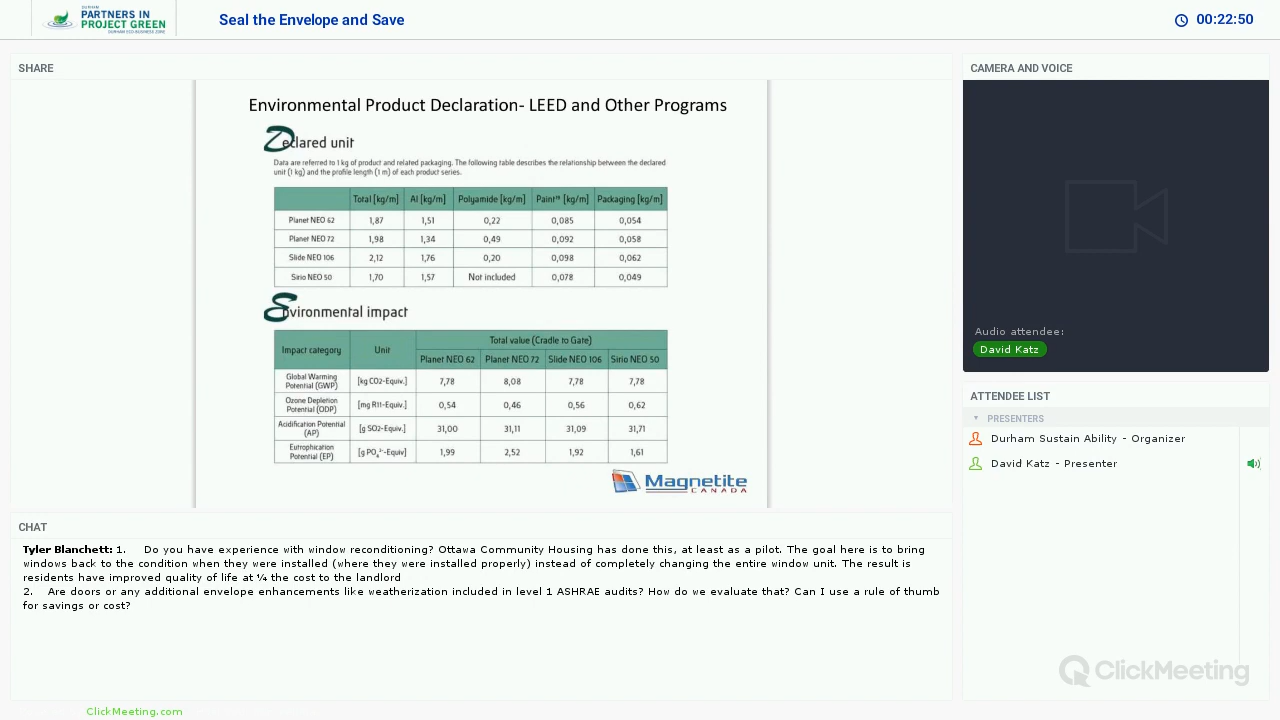 DURHAM
PARTNERS IN
PROJECT GREEN
DURHAM ECO-BUSINESS ZONE
Seal the Envelope and Save
00:22:50
SHARE
Environmental Product Declaration- LEED and Other Programs
Declared unit
Data are referred to 1 kg of product and related packaging. The following table describes the relationship between the declared
unit (1 kg) and the profile length (1 m) of each product series.
Total [kg/m] Al [kg/m] Polyamide [kg/m] Paint [kg/m] Packaging [kg/m]
Planet NEO 62 1,87 1,51 0,22 0,085 0,054
Planet NEO 72 1,98 1,34 0,49 0,092 0,058
Slide NEO 106 2,12 1,76 0,20 0,098 0,062
Sirio NEO 50 1,70 1,57 Not included 0,078 0,049
Environmental impact
Impact category Unit Total value (Cradle to Gate)
Planet NEO 62 Planet NEO 72 Slide NEO 106 Sirio NEO 50
Global Warming
Potential (GWP) [kg CO2-Equiv.] 7,78 8,08 7,78 7,78
Ozone Depletion
Potential (ODP) [mg R11-Equiv.] 0,54 0,46 0,56 0,62
Acidification Potential
(AP) [g SO2-Equiv.] 31,00 31,11 31,09 31,71
Eutrophication
Potential (EP) [g PO₄³⁻-Equiv] 1,99 2,52 1,92 1,61
Magnetite
CANADA
CAMERA AND VOICE
Audio attendee:
David Katz
ATTENDEE LIST
PRESENTERS
Durham Sustain Ability - Organizer
David Katz - Presenter
CHAT
Tyler Blanchett: 1. Do you have experience with window reconditioning? Ottawa Community Housing has done this, at least as a pilot. The goal here is to bring
windows back to the condition when they were installed (where they were installed properly) instead of completely changing the entire window unit. The result is
residents have improved quality of life at ¼ the cost to the landlord
2. Are doors or any additional envelope enhancements like weatherization included in level 1 ASHRAE audits? How do we evaluate that? Can I use a rule of thumb
for savings or cost?
ClickMeeting
ClickMeeting.com